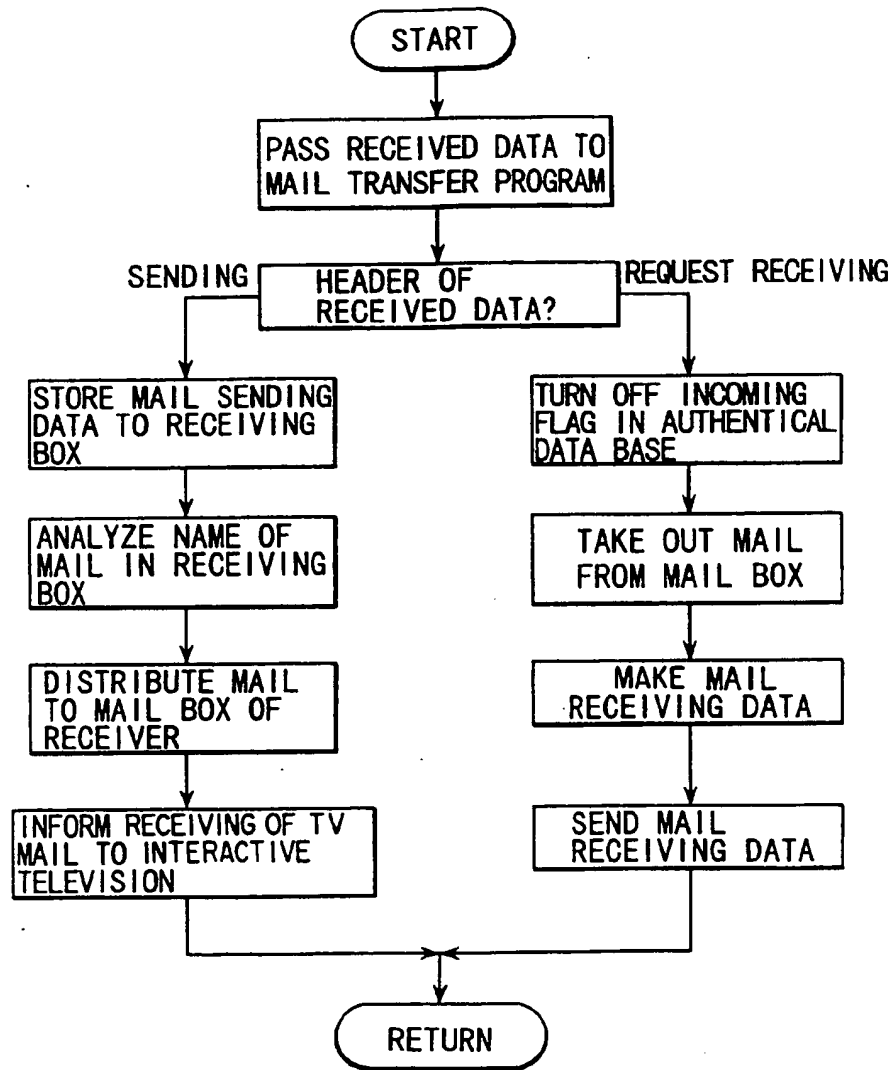 START
PASS RECEIVED DATA TO
MAIL TRANSFER PROGRAM
SENDING
HEADER OF
RECEIVED DATA?
REQUEST RECEIVING
STORE MAIL SENDING
DATA TO RECEIVING
BOX
ANALYZE NAME OF
MAIL IN RECEIVING
BOX
DISTRIBUTE MAIL
TO MAIL BOX OF
RECEIVER
INFORM RECEIVING OF TV
MAIL TO INTERACTIVE
TELEVISION
TURN OFF INCOMING
FLAG IN AUTHENTICAL
DATA BASE
TAKE OUT MAIL
FROM MAIL BOX
MAKE MAIL
RECEIVING DATA
SEND MAIL
RECEIVING DATA
RETURN